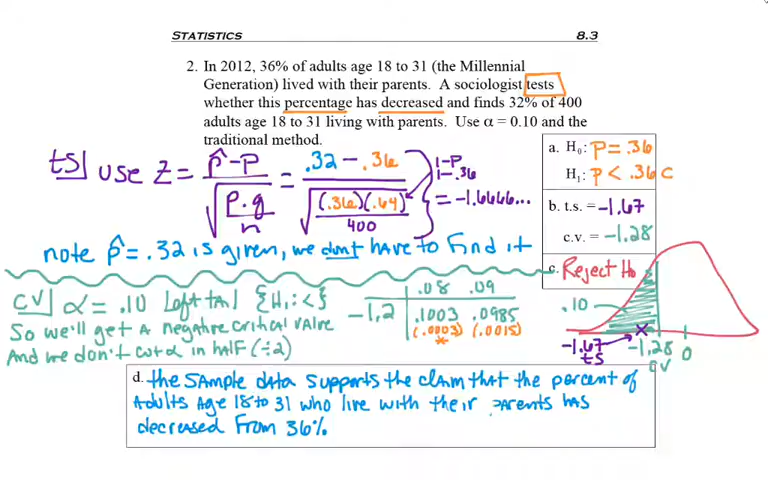 STATISTICS 8.3
2. In 2012, 36% of adults age 18 to 31 (the Millennial
Generation) lived with their parents. A sociologist tests
whether this percentage has decreased and finds 32% of 400
adults age 18 to 31 living with parents. Use α = 0.10 and the
traditional method.
a. H₀: P = .36
H₁: P < .36 C
b. t.s. = -1.67
c.v. = -1.28
c. Reject H₀
ts| use z = p̂-p / √(p·q/n) = .32 - .36 / √((.36)(.64)/400) = -1.6666...
1-P
1-.36
note p̂ = .32 is given, we don't have to find it
CV| α = .10 Left tail {H₁: <}
So we'll get a negative critical value
And we don't cut α in half (÷2)
.08 .09
-1.2 .1003 .0985
(.0003) (.0015)
*
.10
-1.67 -1.28 0
ts CV
d. the sample data supports the claim that the percent of
adults age 18 to 31 who live with their parents has
decreased from 36%